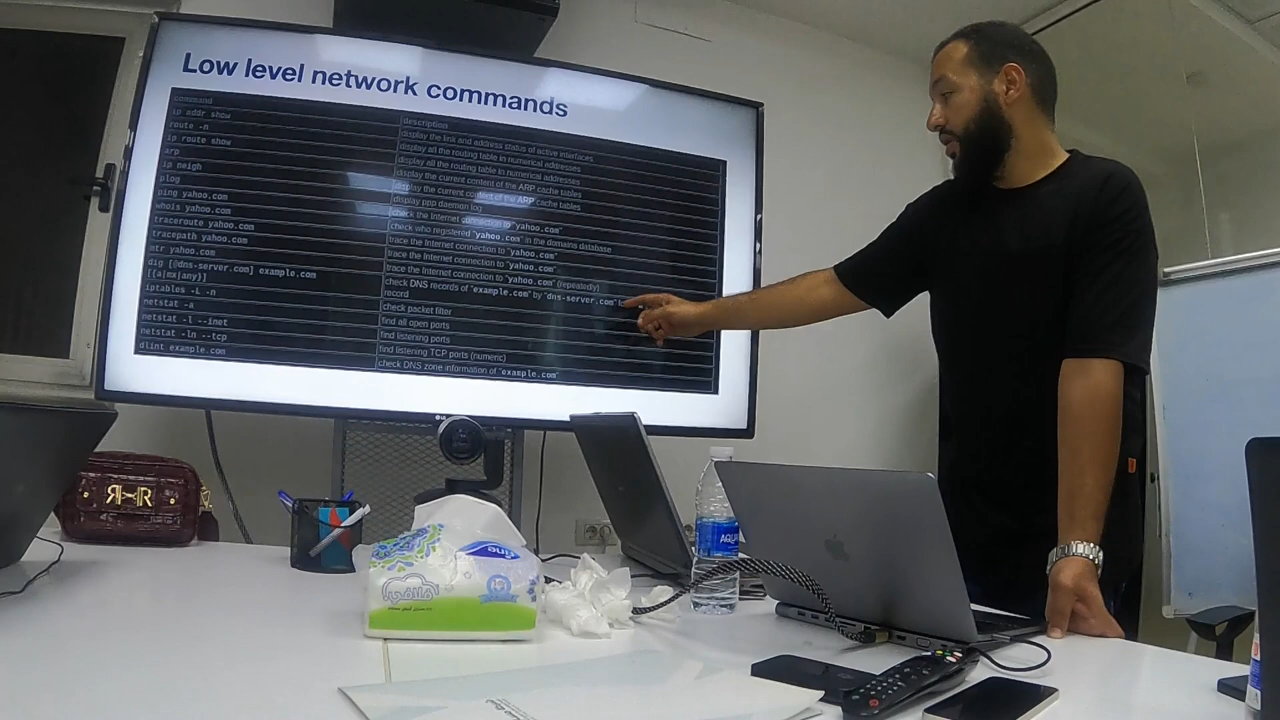 Low level network commands
command description
ip addr show display the link and address status of active interfaces
route -n display all the routing table in numerical addresses
ip route show display all the routing table in numerical addresses
arp display the current content of the ARP cache tables
ip neigh display the current content of the ARP cache tables
plog display ppp daemon log
ping yahoo.com check the Internet connection to "yahoo.com"
whois yahoo.com check who registered "yahoo.com" in the domains database
traceroute yahoo.com trace the Internet connection to "yahoo.com"
tracepath yahoo.com trace the Internet connection to "yahoo.com"
mtr yahoo.com trace the Internet connection to "yahoo.com" (repeatedly)
dig [@dns-server.com] example.com check DNS records of "example.com" by "dns-server.com"
[{a|mx|any}] record
iptables -L -n check packet filter
netstat -a find all open ports
netstat -l --inet find listening ports
netstat -ln --tcp find listening TCP ports (numeric)
dlint example.com check DNS zone information of "example.com"
LG
fine
فلافي
AQUA